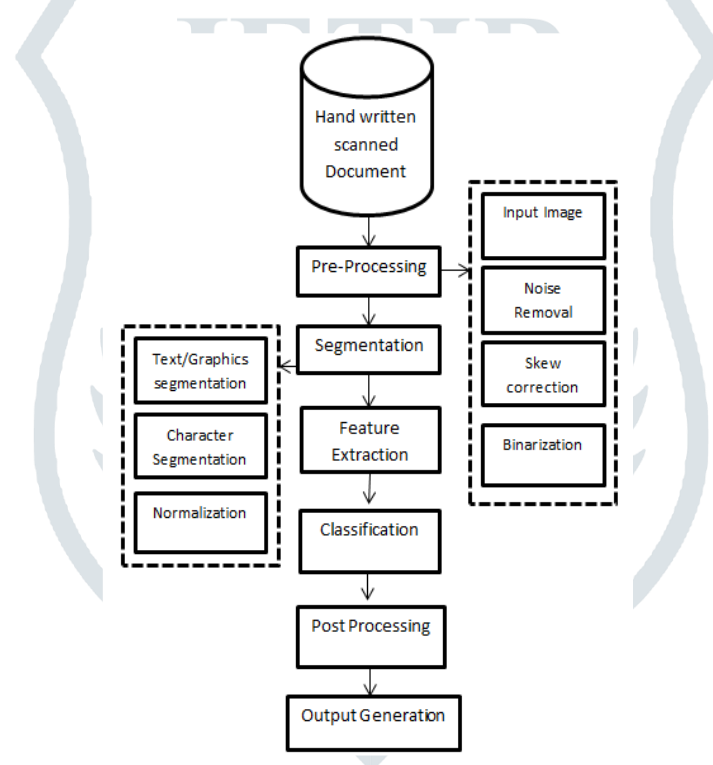 Hand written
scanned
Document
Pre-Processing
Input Image
Noise
Removal
Skew
correction
Binarization
Segmentation
Text/Graphics
segmentation
Character
Segmentation
Normalization
Feature
Extraction
Classification
Post Processing
Output Generation